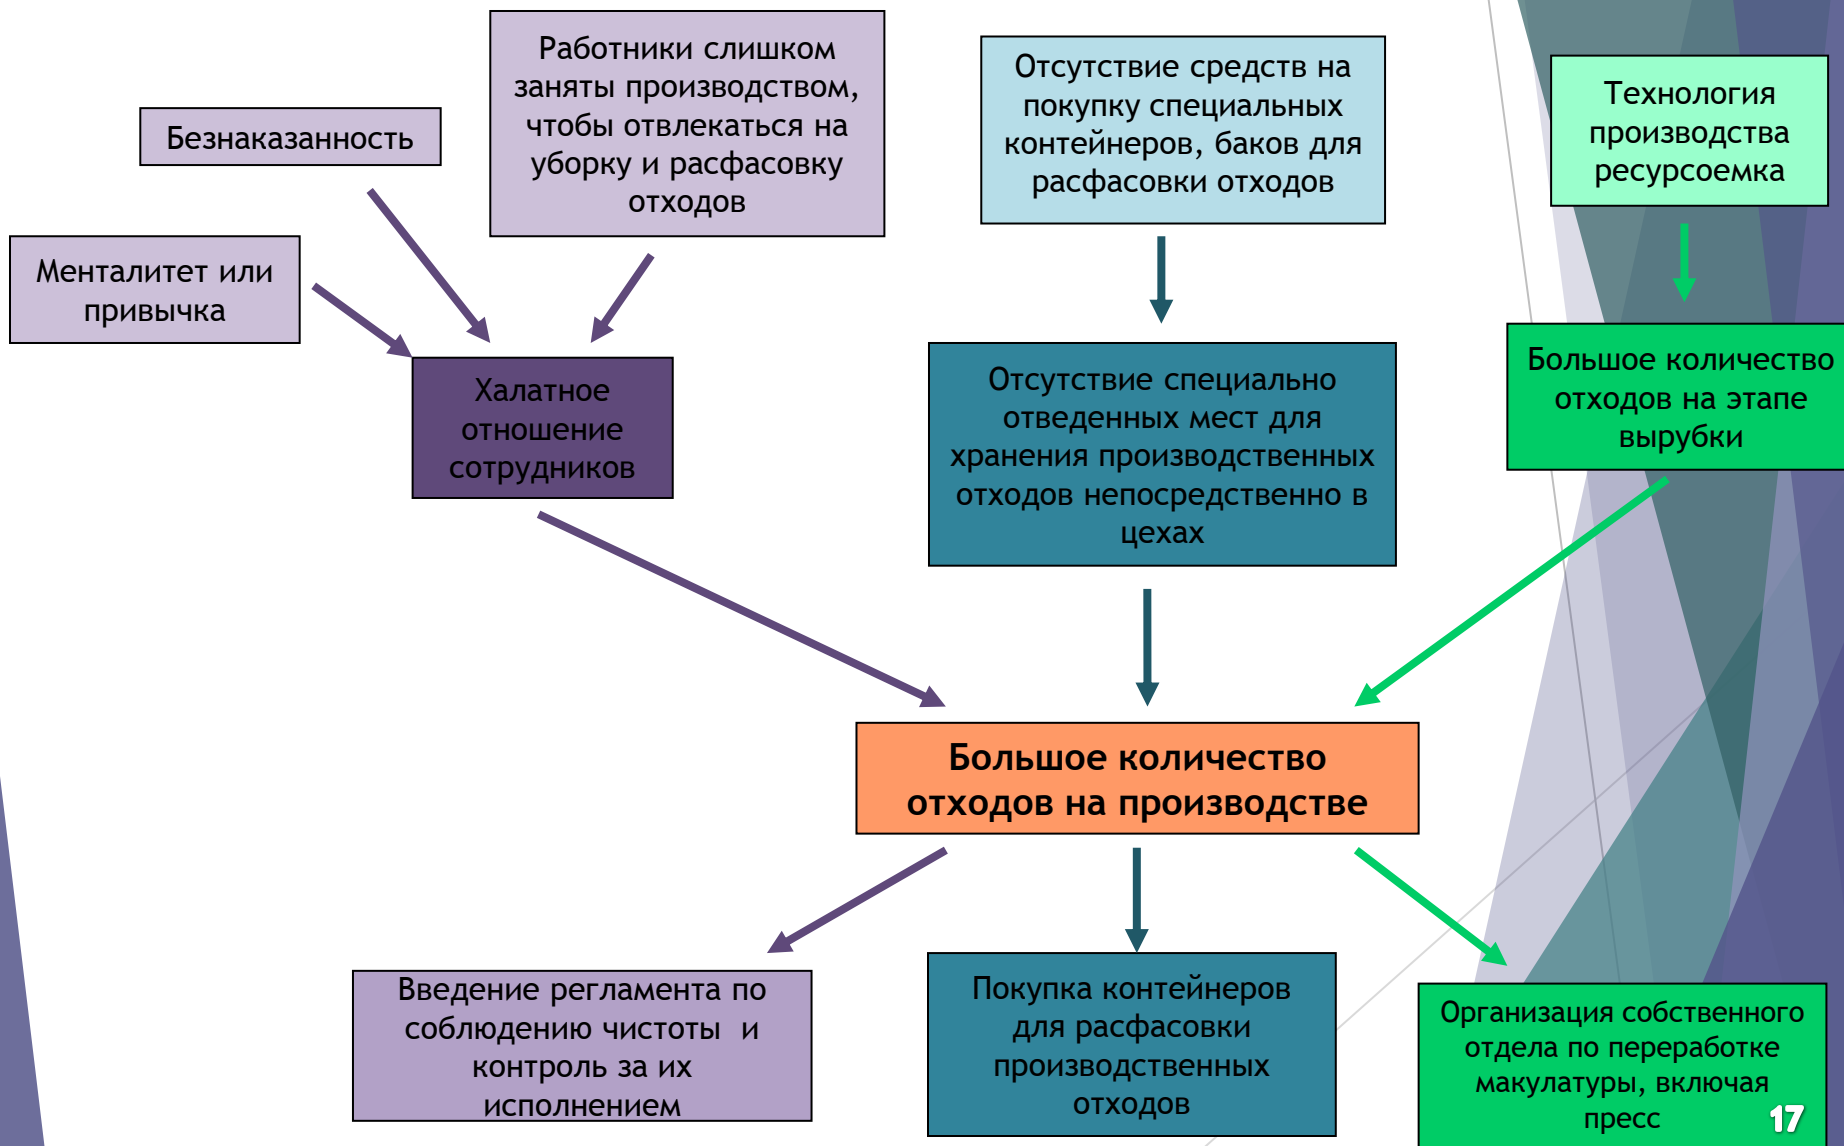 Безнаказанность
Работники слишком
заняты производством,
чтобы отвлекаться на
уборку и расфасовку
отходов
Отсутствие средств на
покупку специальных
контейнеров, баков для
расфасовки отходов
Технология
производства
ресурсоемка
Менталитет или
привычка
Халатное
отношение
сотрудников
Отсутствие специально
отведенных мест для
хранения производственных
отходов непосредственно в
цехах
Большое количество
отходов на этапе
вырубки
Большое количество
отходов на производстве
Введение регламента по
соблюдению чистоты и
контроль за их
исполнением
Покупка контейнеров
для расфасовки
производственных
отходов
Организация собственного
отдела по переработке
макулатуры, включая
пресс
17